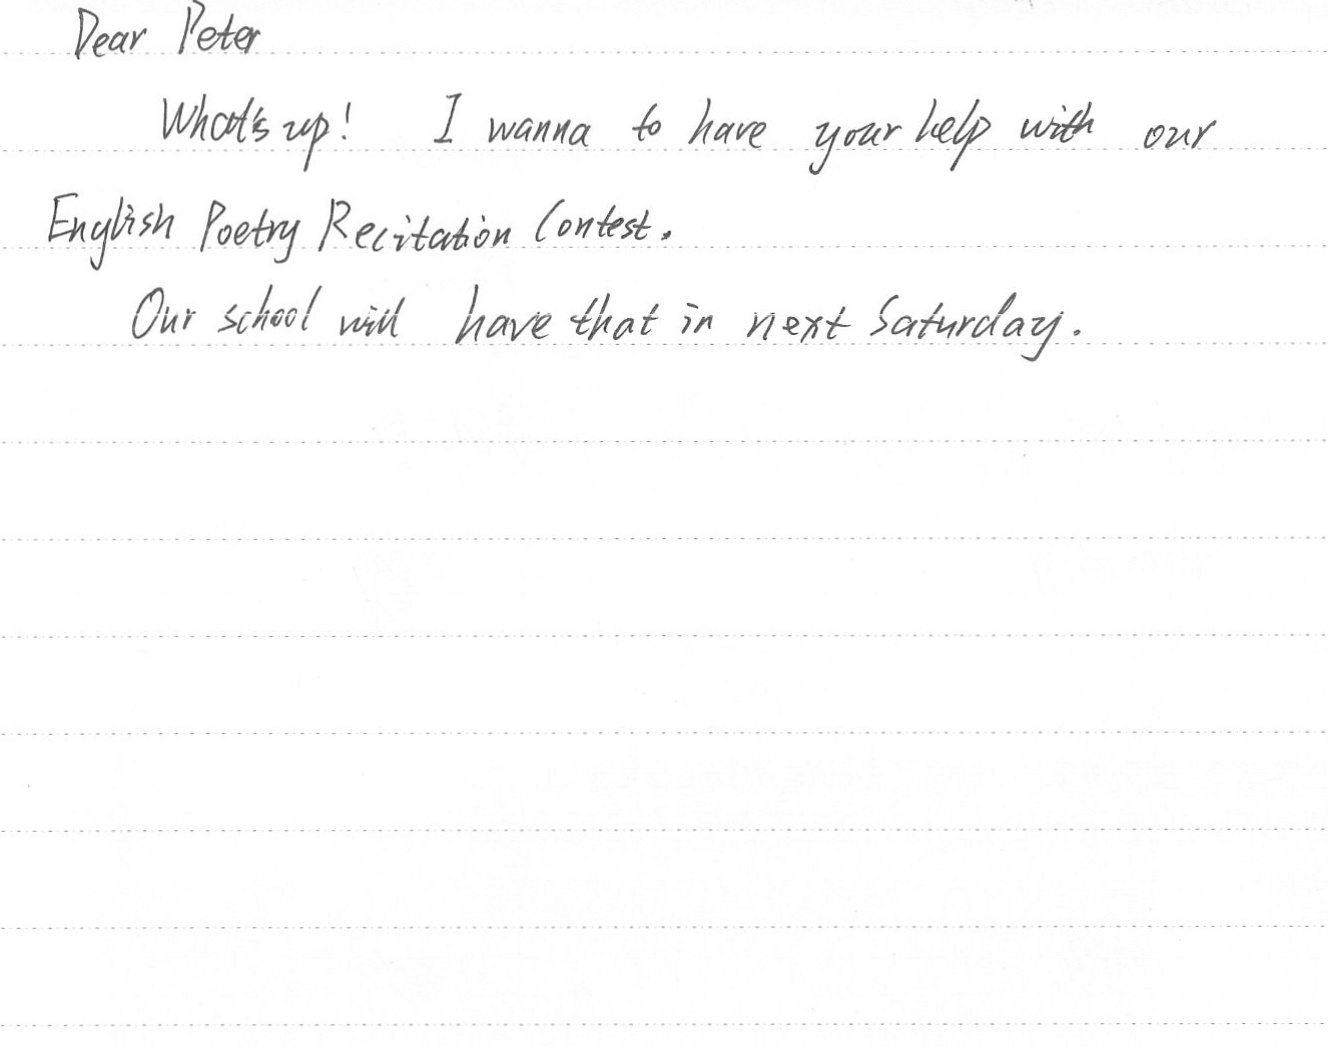 Dear Peter
What's up! I wanna to have your help with our
English Poetry Recitation Contest.
Our school will have that in next Saturday.